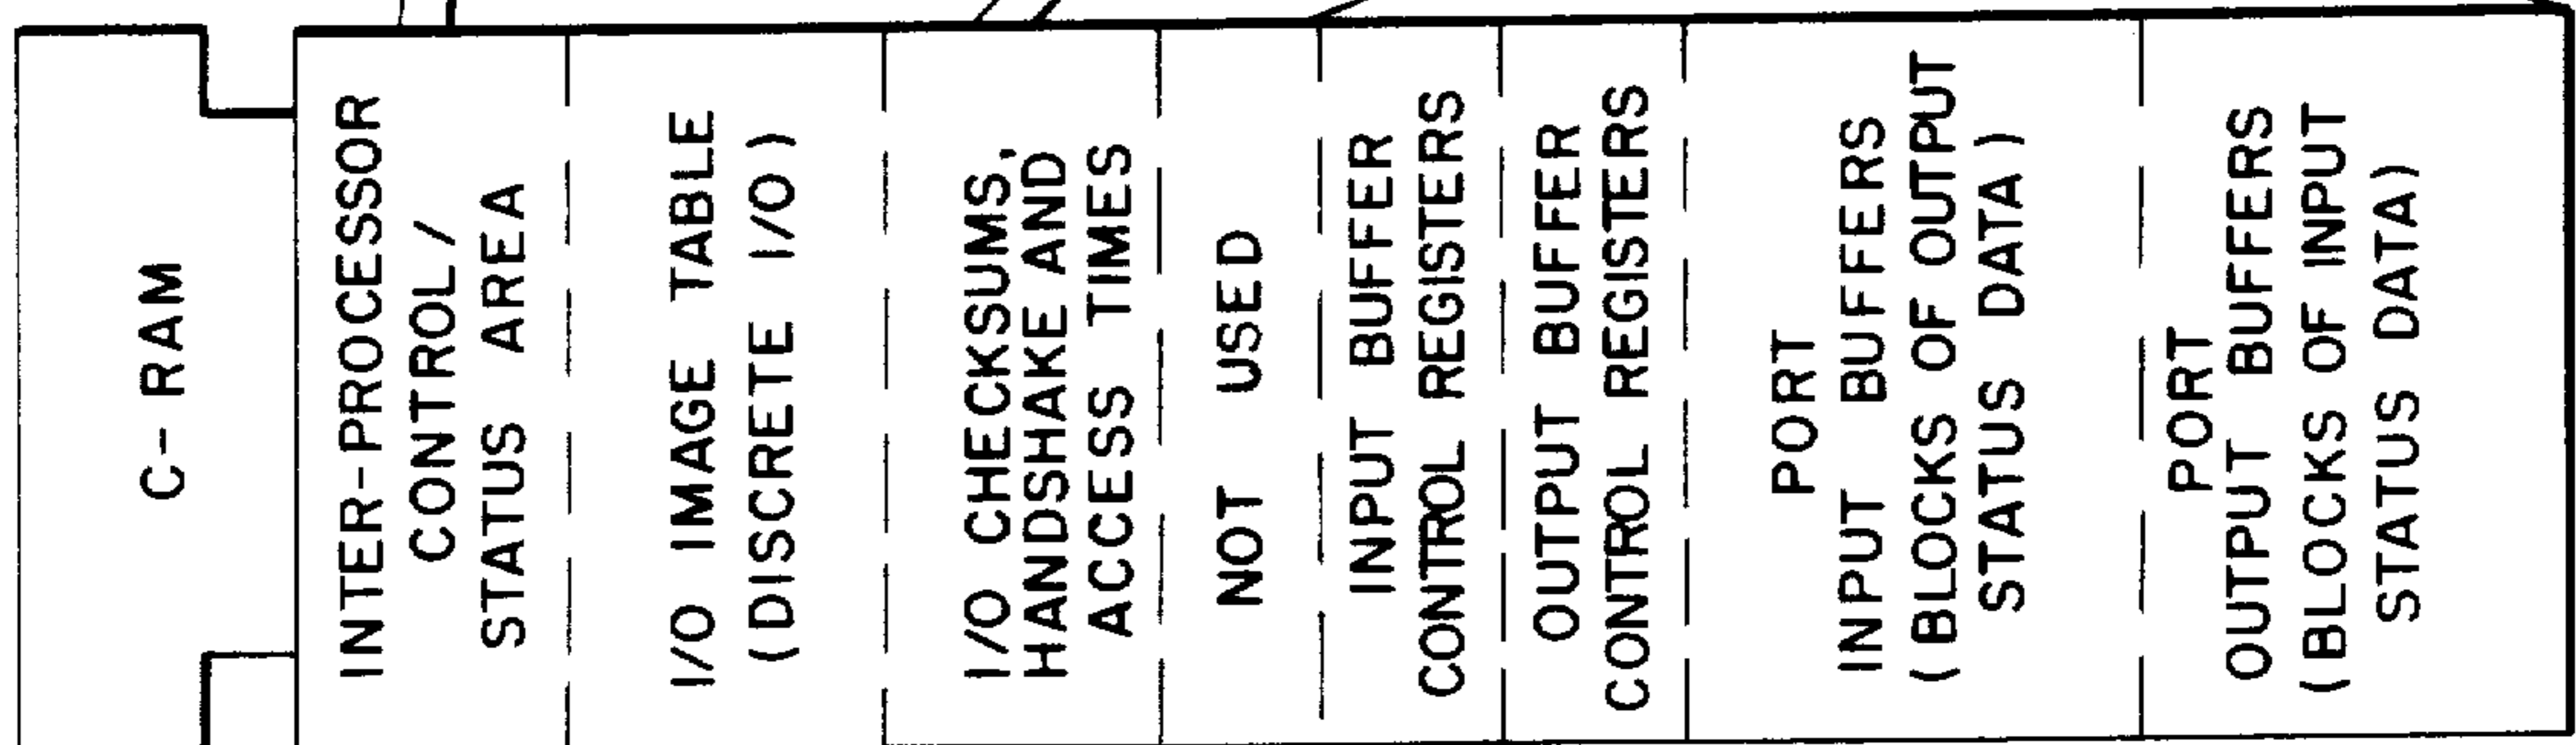 C-RAM
INTER-PROCESSOR
CONTROL/
STATUS AREA
I/O IMAGE TABLE
(DISCRETE I/O)
I/O CHECKSUMS,
HANDSHAKE AND
ACCESS TIMES
NOT USED
INPUT BUFFER
CONTROL REGISTERS
OUTPUT BUFFER
CONTROL REGISTERS
PORT
INPUT BUFFERS
(BLOCKS OF OUTPUT
STATUS DATA)
PORT
OUTPUT BUFFERS
(BLOCKS OF INPUT
STATUS DATA)